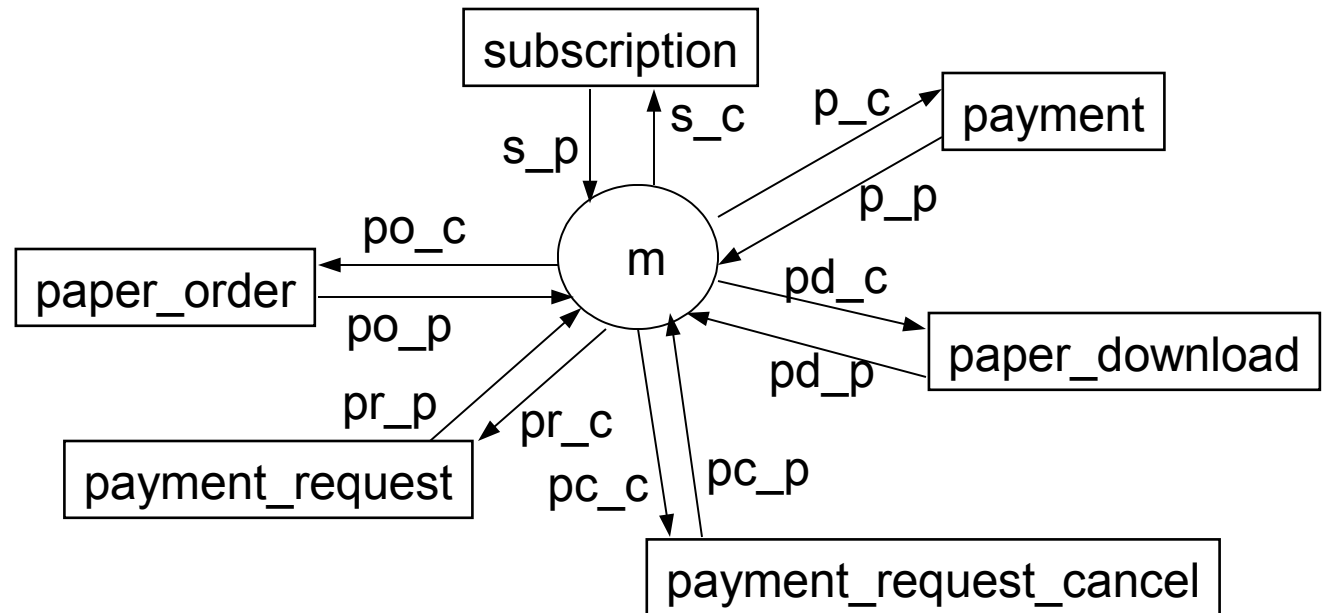 subscription
p_c
payment
s_c
s_p
p_p
po_c
m
pd_c
paper_order
po_p
paper_download
pd_p
pr_p
pr_c
payment_request
pc_c
pc_p
payment_request_cancel